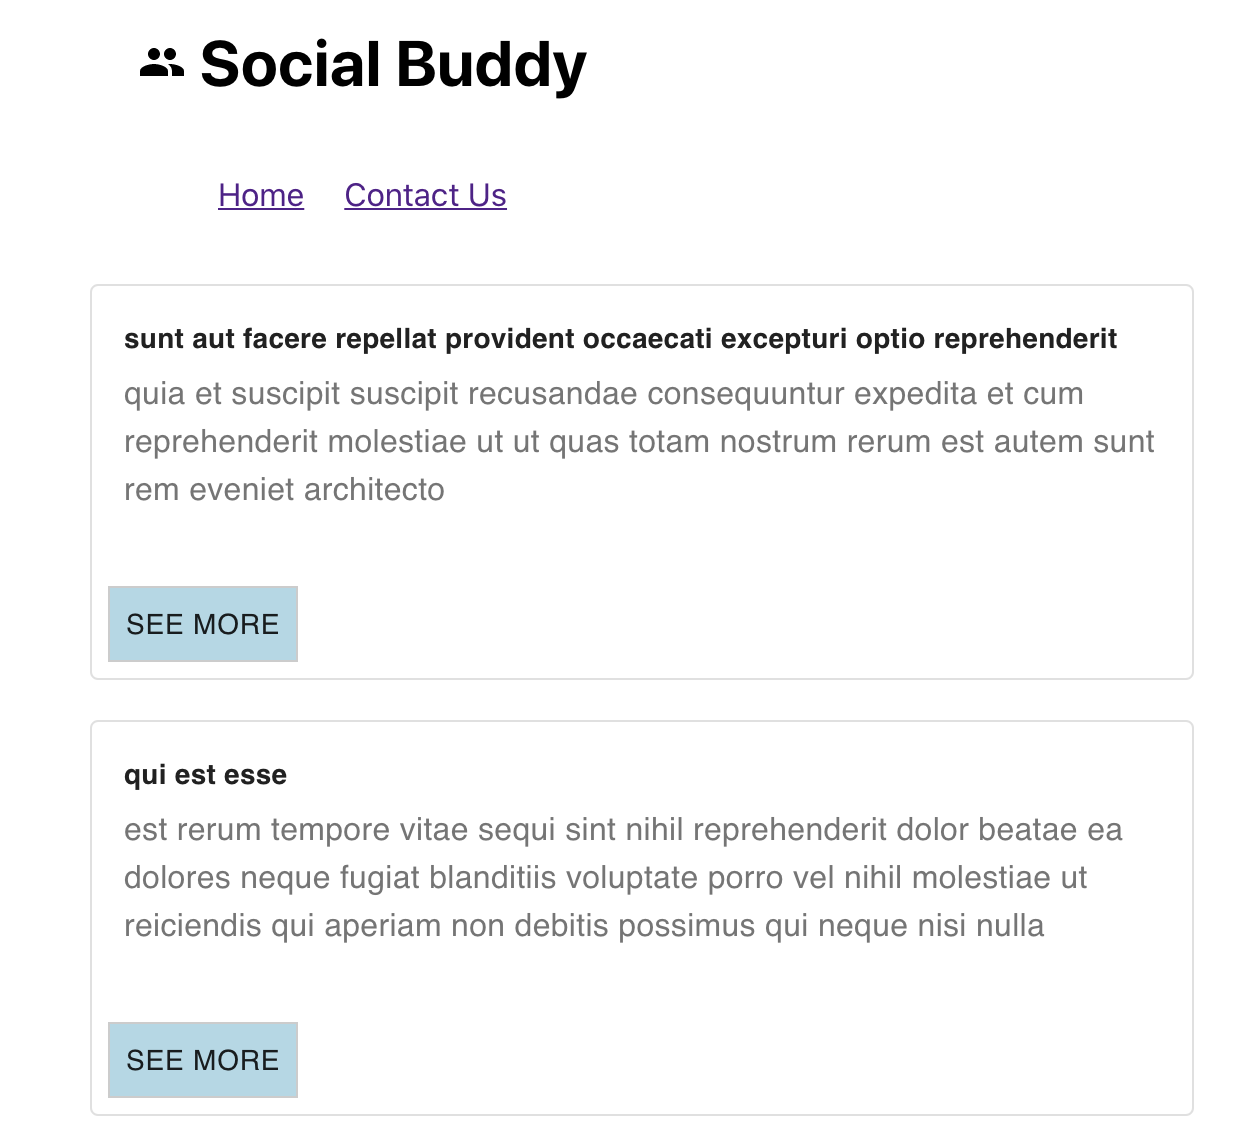 Social Buddy
Home Contact Us
sunt aut facere repellat provident occaecati excepturi optio reprehenderit
quia et suscipit suscipit recusandae consequuntur expedita et cum
reprehenderit molestiae ut ut quas totam nostrum rerum est autem sunt
rem eveniet architecto
SEE MORE
qui est esse
est rerum tempore vitae sequi sint nihil reprehenderit dolor beatae ea
dolores neque fugiat blanditiis voluptate porro vel nihil molestiae ut
reiciendis qui aperiam non debitis possimus qui neque nisi nulla
SEE MORE